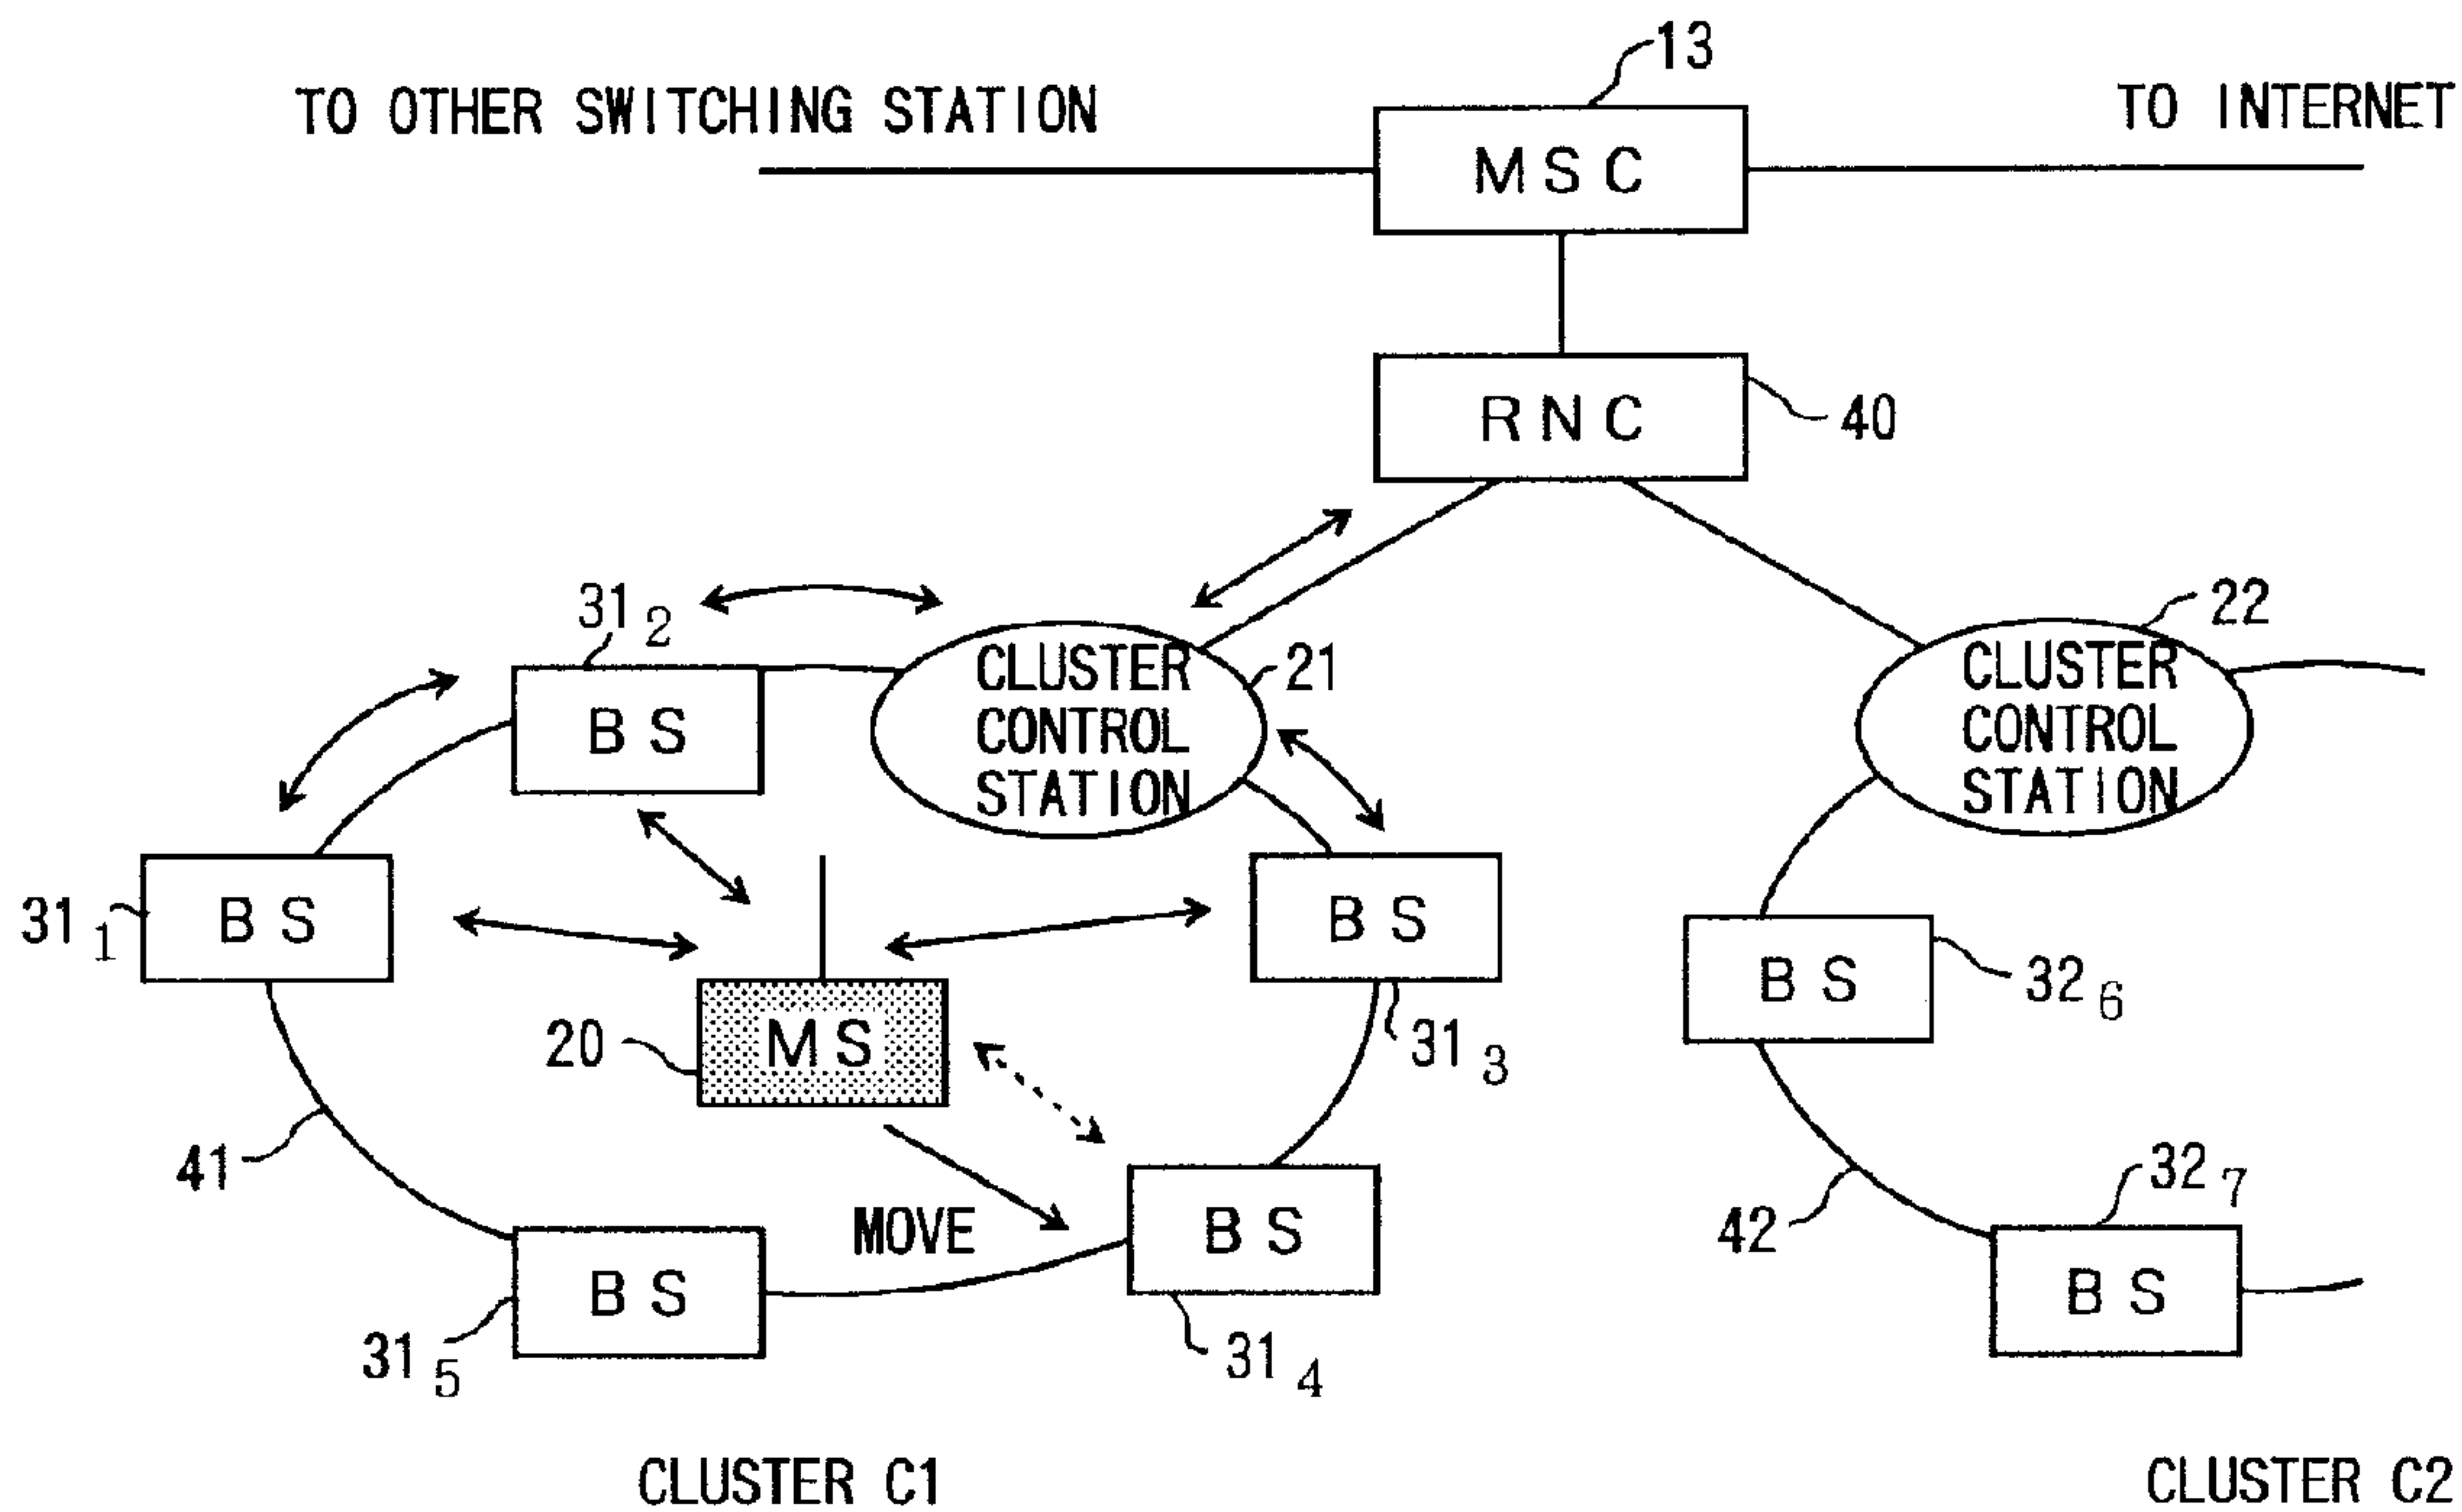 13
TO OTHER SWITCHING STATION
TO INTERNET
MSC
RNC
40
31 2
22
CLUSTER
CONTROL
STATION
21
CLUSTER
CONTROL
STATION
BS
31 1
BS
BS
BS
32 6
20
MS
31 3
41
MOVE
BS
42
32 7
BS
BS
31 5
31 4
CLUSTER C1
CLUSTER C2